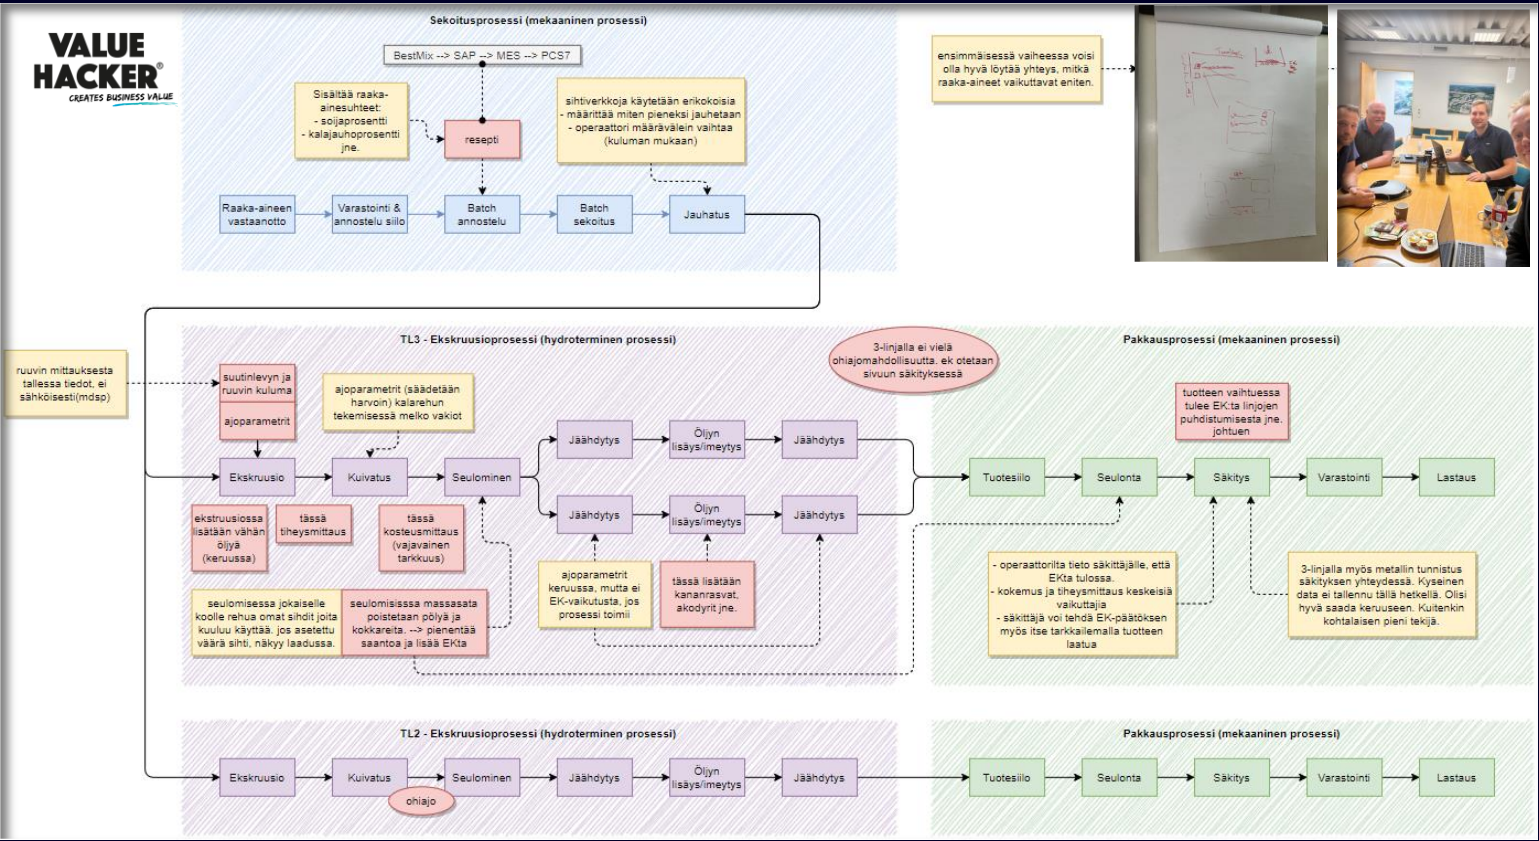 VALUE
HACKER®
CREATES BUSINESS VALUE
Sekoitusprosessi (mekaaninen prosessi)
BestMix --> SAP --> MES --> PCS7
Sisältää raaka-
ainesuhteet:
- soijaprosentti
- kalajauhoprosentti
jne.
resepti
sihtiverkkoja käytetään erikokoisia
- määrittää miten pieneksi jauhetaan
- operaattori määrävälein vaihtaa
(kuluman mukaan)
ensimmäisessä vaiheessa voisi
olla hyvä löytää yhteys, mitkä
raaka-aineet vaikuttavat eniten.
Raaka-aineen
vastaanotto
Varastointi &
annostelu siilo
Batch
annostelu
Batch
sekoitus
Jauhatus
TL3 - Ekskruusioprosessi (hydroterminen prosessi)
3-linjalla ei vielä
ohiajomahdollisuutta. ek otetaan
sivuun säkityksessä
Pakkausprosessi (mekaaninen prosessi)
ruuvin mittauksesta
tallessa tiedot, ei
sähköisesti(mdsp)
suutinlevyn ja
ruuvin kuluma
ajoparametrit
ajoparametrit (säädetään
harvoin) kalarehun
tekemisessä melko vakiot
tuotteen vaihtuessa
tulee EK:ta linjojen
puhdistumisesta jne.
johtuen
Jäähdytys
Öljyn
lisäys/imeytys
Jäähdytys
Ekskruusio
Kuivatus
Seulominen
Tuotesiilo
Seulonta
Säkitys
Varastointi
Lastaus
Jäähdytys
Öljyn
lisäys/imeytys
Jäähdytys
ekstruusiossa
lisätään vähän
öljyä
(keruussa)
tässä
tiheysmittaus
tässä
kosteusmittaus
(vajavainen
tarkkuus)
seulomisessa jokaiselle
koolle rehua omat sihdit joita
kuuluu käyttää. jos asetettu
väärä sihti, näkyy laadussa.
seulomisisssa massasata
poistetaan pölyä ja
kokkareita. --> pienentää
saantoa ja lisää EKta
ajoparametrit
keruussa, mutta ei
EK-vaikutusta, jos
prosessi toimii
tässä lisätään
kananrasvat,
akodyrit jne.
- operaattorilta tieto säkittäjälle, että
EKta tulossa.
- kokemus ja tiheysmittaus keskeisiä
vaikuttajia
- säkittäjä voi tehdä EK-päätöksen
myös itse tarkkailemalla tuotteen
laatua
3-linjalla myös metallin tunnistus
säkityksen yhteydessä. Kyseinen
data ei tallennu tällä hetkellä. Olisi
hyvä saada keruuseen. Kuitenkin
kohtalaisen pieni tekijä.
TL2 - Ekskruusioprosessi (hydroterminen prosessi)
Pakkausprosessi (mekaaninen prosessi)
Ekskruusio
Kuivatus
Seulominen
Jäähdytys
Öljyn
lisäys/imeytys
Jäähdytys
Tuotesiilo
Seulonta
Säkitys
Varastointi
Lastaus
ohiajo